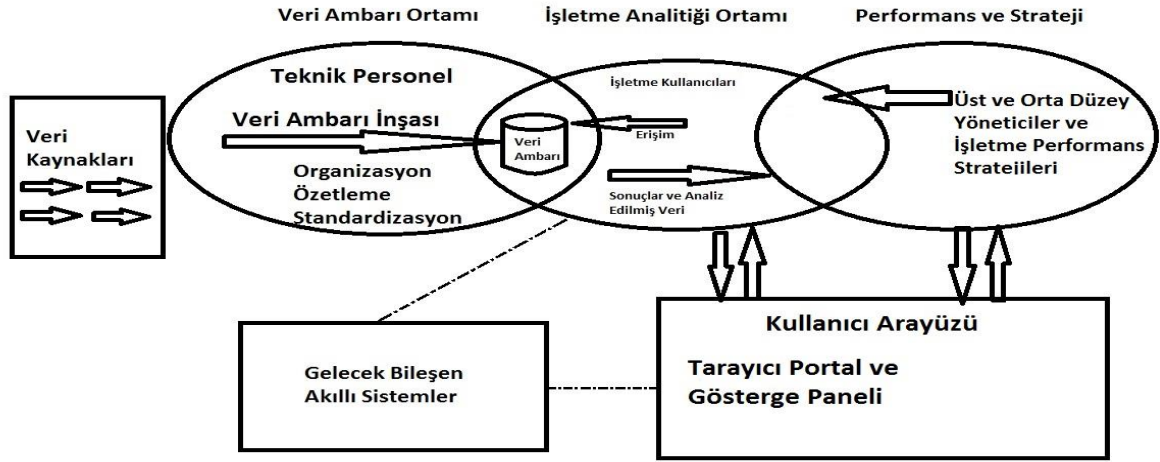 Veri Ambarı Ortamı
İşletme Analitiği Ortamı
Performans ve Strateji
Veri
Kaynakları
Teknik Personel
Veri Ambarı İnşası
Organizasyon
Özetleme
Standardizasyon
Veri
Ambarı
İşletme Kullanıcıları
Erişim
Sonuçlar ve Analiz
Edilmiş Veri
Üst ve Orta Düzey
Yöneticiler ve
İşletme Performans
Stratejileri
Gelecek Bileşen
Akıllı Sistemler
Kullanıcı Arayüzü
Tarayıcı Portal ve
Gösterge Paneli